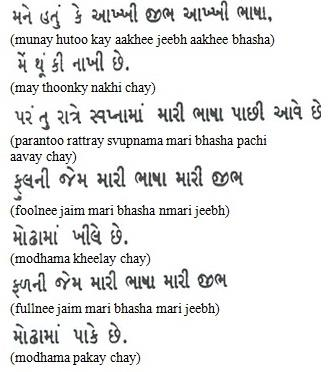 મને હતું કે આખ્ખી જીભ આખ્ખી ભાષા,
(munay hutoo kay aakhee jeebh aakhee bhasha)
મેં થૂંકી નાખી છે.
(may thoonky nakhi chay)
પરંતુ રાત્રે સ્વપ્નામાં મારી ભાષા પાછી આવે છે
(parantoo rattray svupnama mari bhasha pachi
aavay chay)
ફુલની જેમ મારી ભાષા મારી જીભ
(foolnee jaim mari bhasha nmari jeebh)
મોઢામાં ખીલે છે.
(modhama kheelay chay)
ફળની જેમ મારી ભાષા મારી જીભ
(fullnee jaim mari bhasha mari jeebh)
મોઢામાં પાકે છે.
(modhama pakay chay)